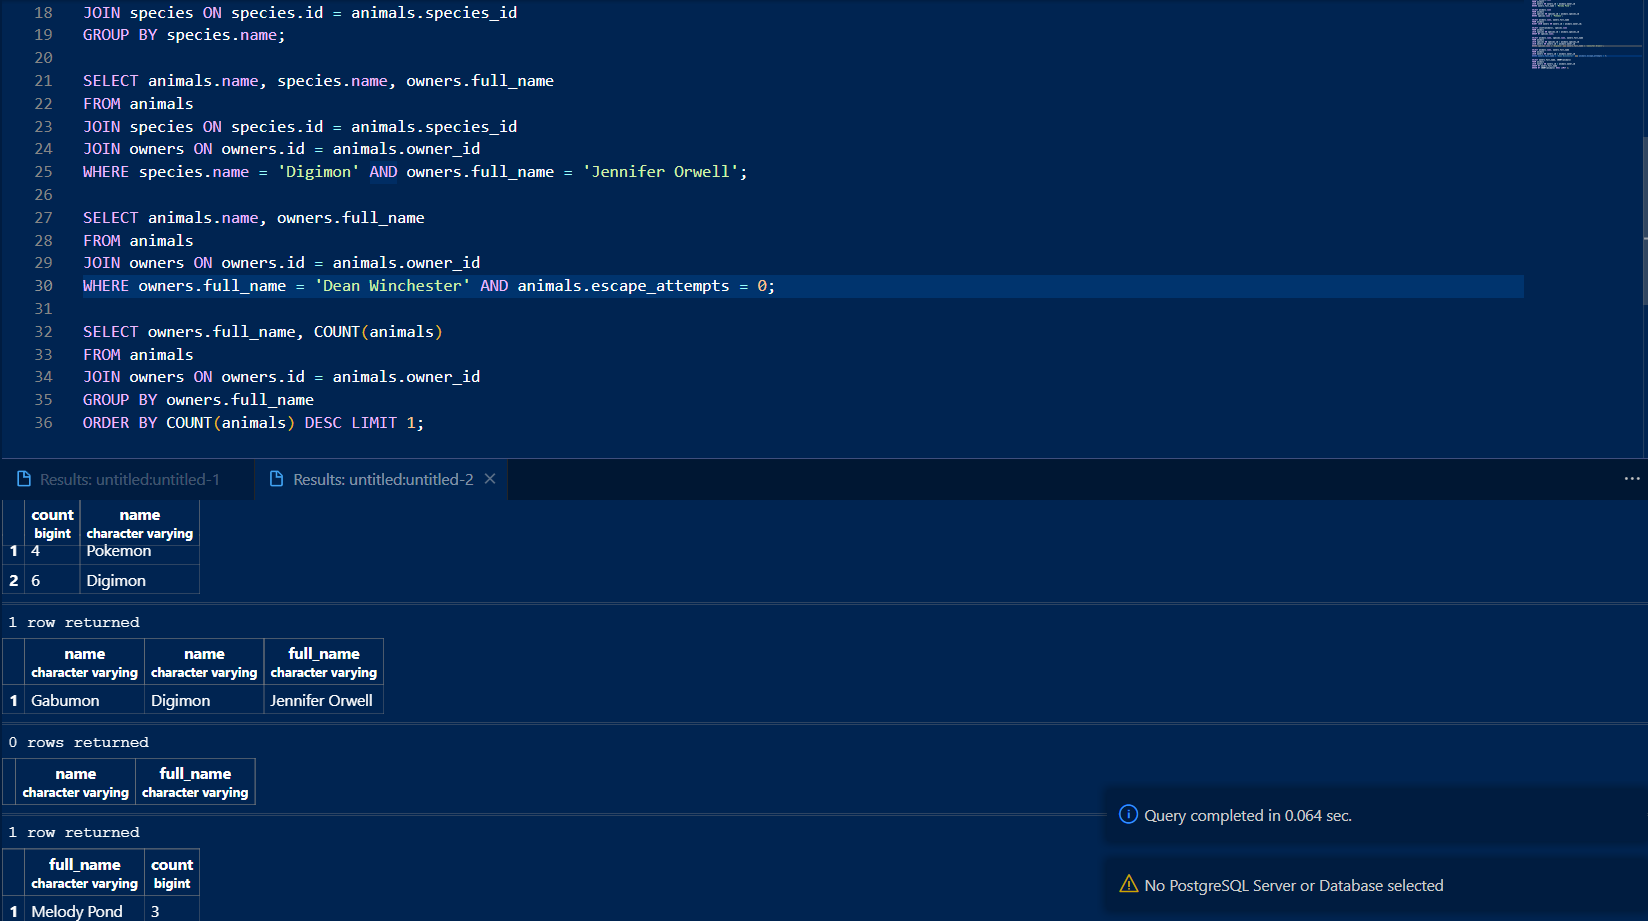 18 JOIN species ON species.id = animals.species_id
19 GROUP BY species.name;
20
21 SELECT animals.name, species.name, owners.full_name
22 FROM animals
23 JOIN species ON species.id = animals.species_id
24 JOIN owners ON owners.id = animals.owner_id
25 WHERE species.name = 'Digimon' AND owners.full_name = 'Jennifer Orwell';
26
27 SELECT animals.name, owners.full_name
28 FROM animals
29 JOIN owners ON owners.id = animals.owner_id
30 WHERE owners.full_name = 'Dean Winchester' AND animals.escape_attempts = 0;
31
32 SELECT owners.full_name, COUNT(animals)
33 FROM animals
34 JOIN owners ON owners.id = animals.owner_id
35 GROUP BY owners.full_name
36 ORDER BY COUNT(animals) DESC LIMIT 1;
Results: untitled:untitled-1 Results: untitled:untitled-2
count name
bigint character varying
1 4 Pokemon
2 6 Digimon
1 row returned
name name full_name
character varying character varying character varying
1 Gabumon Digimon Jennifer Orwell
0 rows returned
name full_name
character varying character varying
1 row returned
full_name count
character varying bigint
1 Melody Pond 3
Query completed in 0.064 sec.
No PostgreSQL Server or Database selected